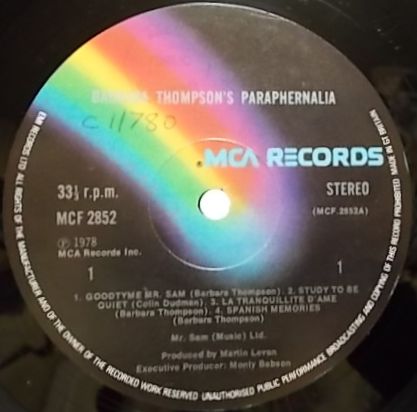 BARBARA THOMPSON'S PARAPHERNALIA
C 11/780
MCA RECORDS
33⅓ r.p.m.
STEREO
MCF 2852
(MCF.2852A)
℗ 1978
MCA Records Inc.
1
1
1. GOODTYME MR. SAM (Barbara Thompson). 2. STUDY TO BE
QUIET (Colin Dudman). 3. LA TRANQUILLITE D'AME
(Barbara Thompson). 4. SPANISH MEMORIES
(Barbara Thompson)
Mr. Sam (Music) Ltd.
Produced by Martin Levan
Executive Producer: Monty Babson
EMI RECORDS LTD ALL RIGHTS OF THE MANUFACTURER AND OWNER OF THE RECORDED WORK RESERVED UNAUTHORISED PUBLIC PERFORMANCE BROADCASTING AND COPYING OF THIS RECORD PROHIBITED MADE IN GT BRITAIN